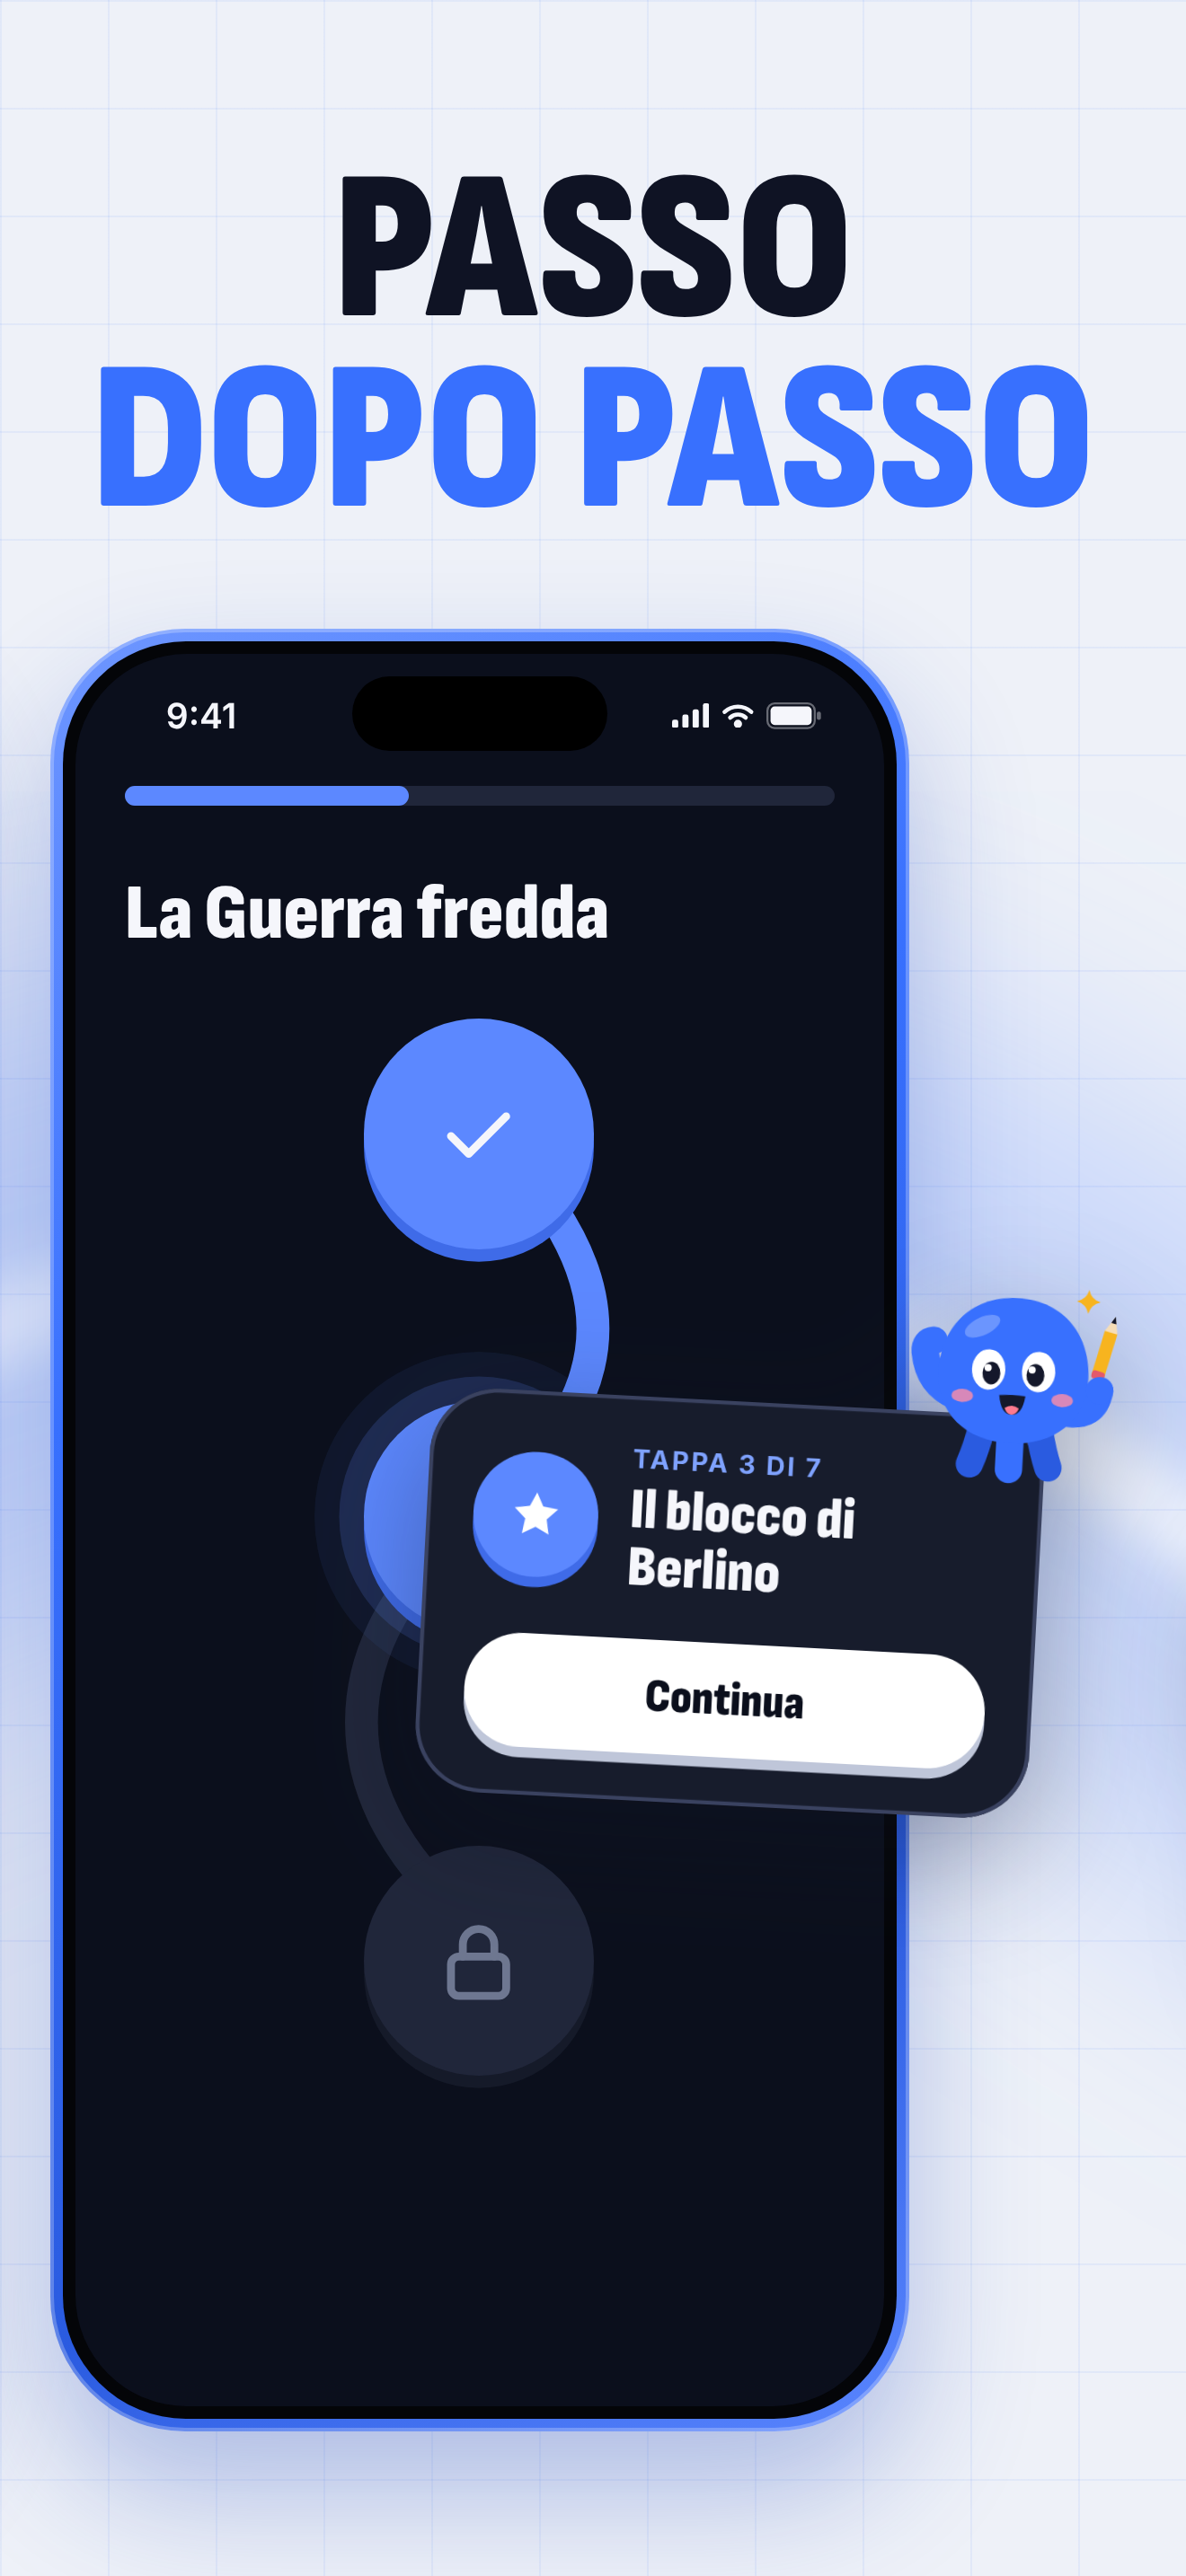 PASSO
DOPO PASSO
9:41
La Guerra fredda
TAPPA 3 DI 7
Il blocco di
Berlino
Continua